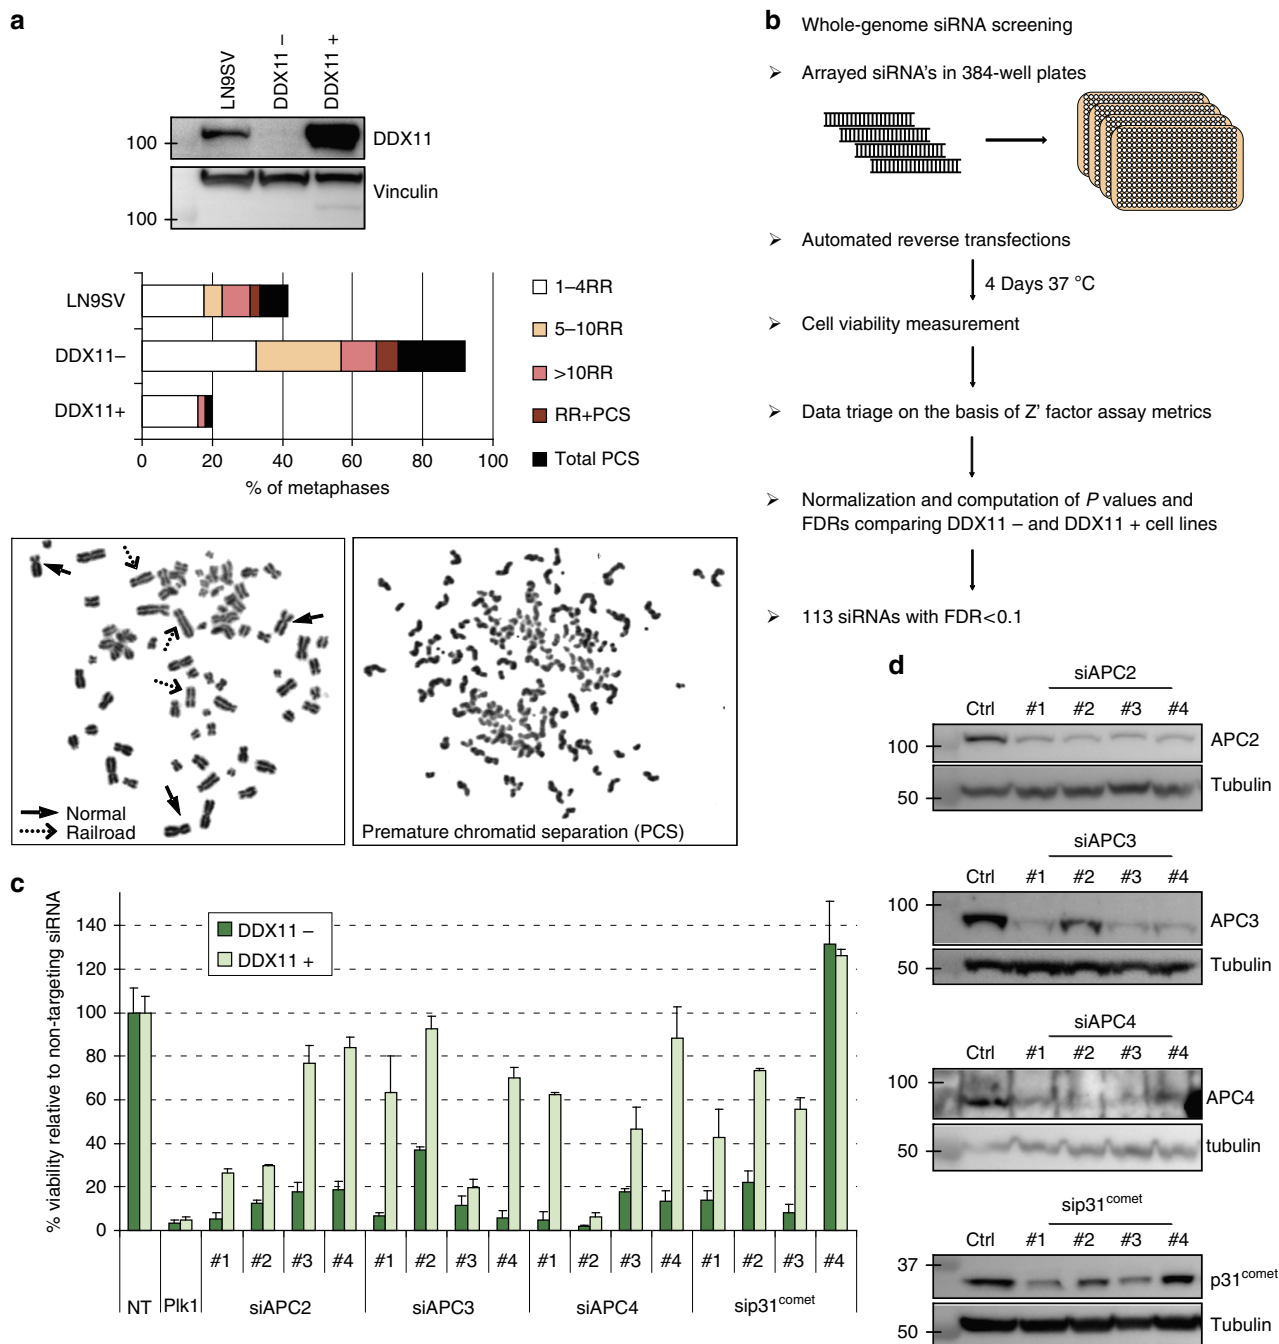 a
LN9SV
DDX11 –
DDX11 +
100
DDX11
Vinculin
100
LN9SV
DDX11–
DDX11+
0 20 40 60 80 100
% of metaphases
1–4RR
5–10RR
>10RR
RR+PCS
Total PCS
Normal
Railroad
Premature chromatid separation (PCS)
b
Whole-genome siRNA screening
Arrayed siRNA's in 384-well plates
Automated reverse transfections
4 Days 37 °C
Cell viability measurement
Data triage on the basis of Z' factor assay metrics
Normalization and computation of P values and
FDRs comparing DDX11 – and DDX11 + cell lines
113 siRNAs with FDR<0.1
c
% viability relative to non-targeting siRNA
140
120
100
80
60
40
20
0
DDX11 –
DDX11 +
#1 #2 #3 #4 #1 #2 #3 #4 #1 #2 #3 #4 #1 #2 #3 #4
NT Plk1 siAPC2 siAPC3 siAPC4 sip31comet
d
siAPC2
Ctrl #1 #2 #3 #4
100
APC2
50
Tubulin
siAPC3
Ctrl #1 #2 #3 #4
100
APC3
50
Tubulin
siAPC4
Ctrl #1 #2 #3 #4
100
APC4
50
tubulin
sip31comet
Ctrl #1 #2 #3 #4
37
p31comet
50
Tubulin